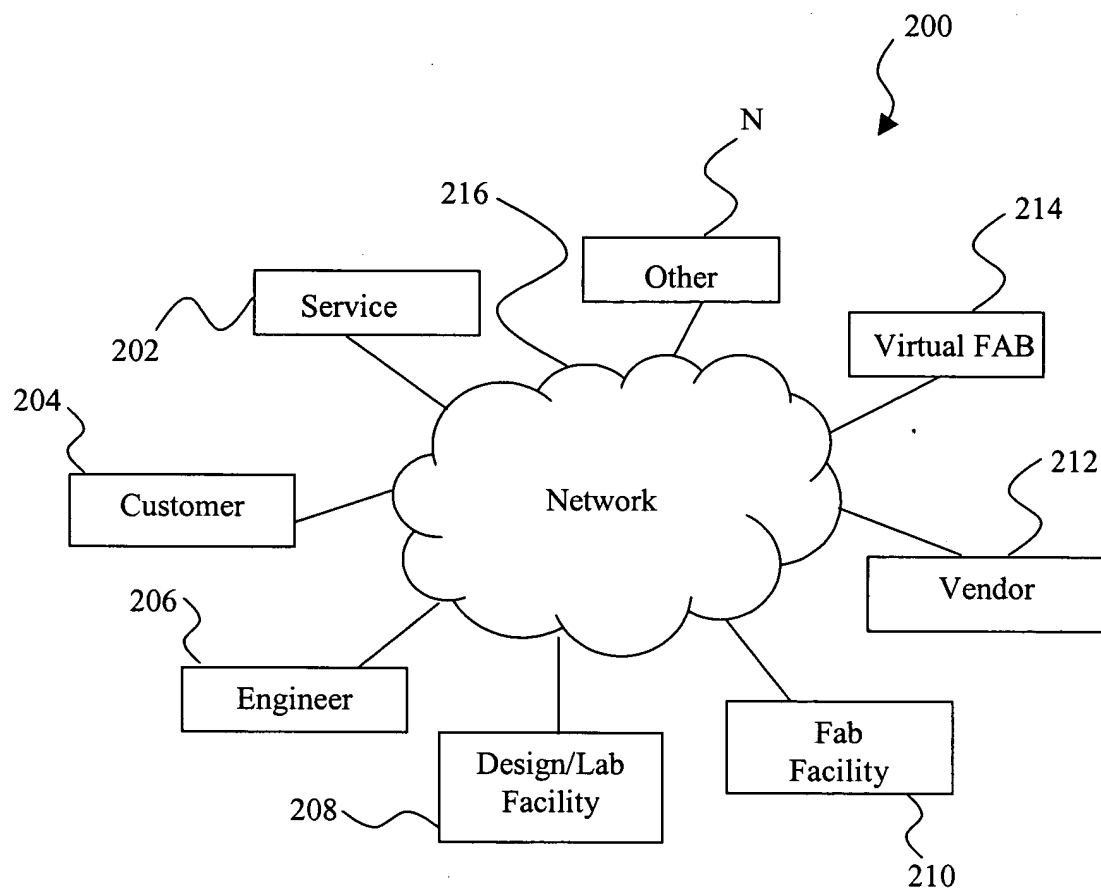 200
N
216
214
Other
Service
Virtual FAB
202
204
212
Customer
Network
Vendor
206
Engineer
Fab
Facility
Design/Lab
Facility
208
210